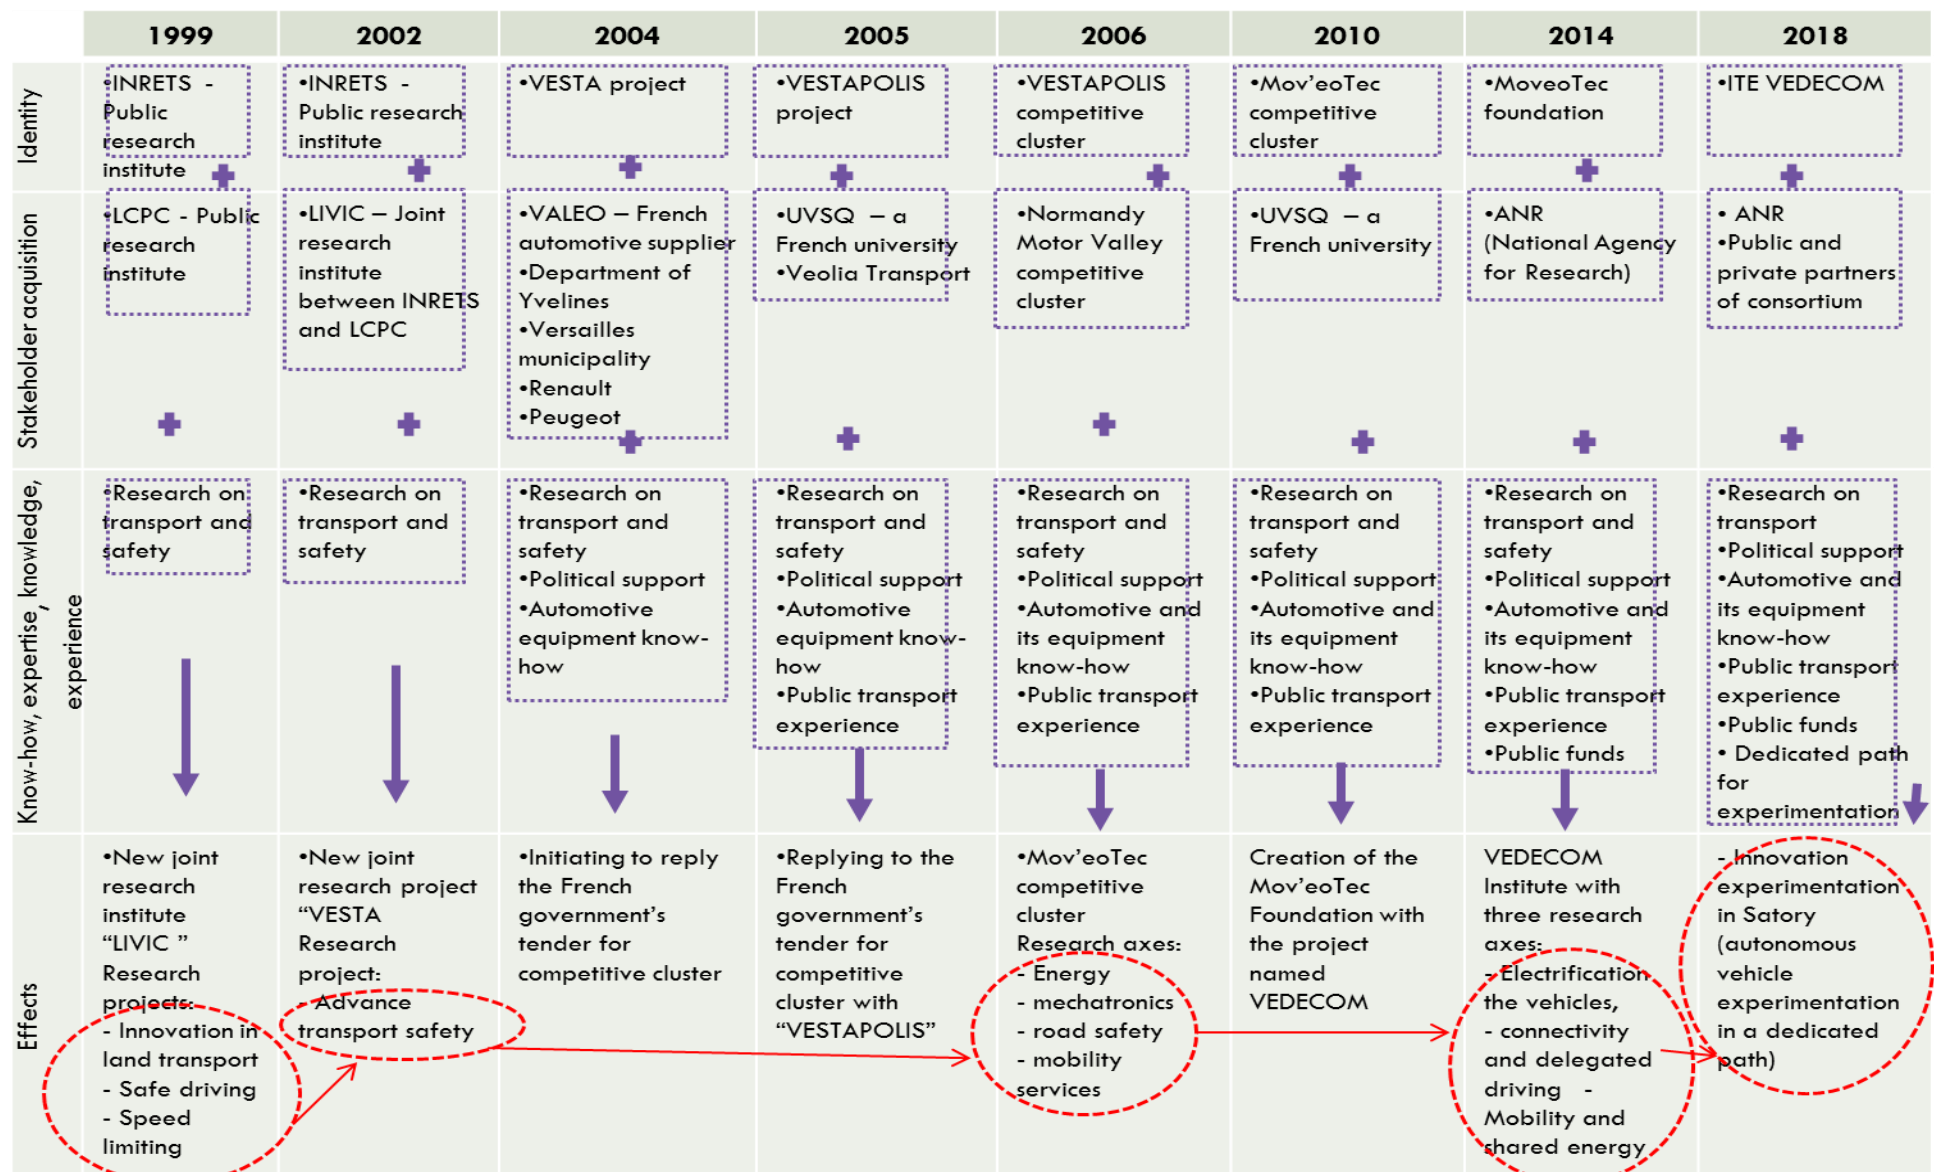 1999 2002 2004 2005 2006 2010 2014 2018
Identity
•INRETS -
Public
research
institute
•INRETS -
Public research
institute
•VESTA project
•VESTAPOLIS
project
•VESTAPOLIS
competitive
cluster
•Mov'eoTec
competitive
cluster
•MoveoTec
foundation
•ITE VEDECOM
Stakeholder acquisition
•LCPC - Public
research
institute
•LIVIC – Joint
research
institute
between INRETS
and LCPC
•VALEO – French
automotive supplier
•Department of
Yvelines
•Versailles
municipality
•Renault
•Peugeot
•UVSQ – a
French university
•Veolia Transport
•Normandy
Motor Valley
competitive
cluster
•UVSQ – a
French university
•ANR
(National Agency
for Research)
• ANR
•Public and
private partners
of consortium
Know-how, expertise, knowledge,
experience
•Research on
transport and
safety
•Research on
transport and
safety
•Research on
transport and
safety
•Political support
•Automotive
equipment know-
how
•Research on
transport and
safety
•Political support
•Automotive
equipment know-
how
•Public transport
experience
•Research on
transport and
safety
•Political support
•Automotive and
its equipment
know-how
•Public transport
experience
•Research on
transport and
safety
•Political support
•Automotive and
its equipment
know-how
•Public transport
experience
•Research on
transport and
safety
•Political support
•Automotive and
its equipment
know-how
•Public transport
experience
•Public funds
•Research on
transport
•Political support
•Automotive and
its equipment
know-how
•Public transport
experience
•Public funds
• Dedicated path
for
experimentation
Effects
•New joint
research
institute
“LIVIC ”
Research
projects:
- Innovation in
land transport
- Safe driving
- Speed
limiting
•New joint
research project
“VESTA
Research
project:
- Advance
transport safety
•Initiating to reply
the French
government's
tender for
competitive cluster
•Replying to the
French
government's
tender for
competitive
cluster with
“VESTAPOLIS”
•Mov'eoTec
competitive
cluster
Research axes:
- Energy
- mechatronics
- road safety
- mobility
services
Creation of the
Mov'eoTec
Foundation with
the project
named
VEDECOM
VEDECOM
Institute with
three research
axes:
- Electrification
the vehicles,
- connectivity
and delegated
driving -
Mobility and
shared energy
- Innovation
experimentation
in Satory
(autonomous
vehicle
experimentation
in a dedicated
path)